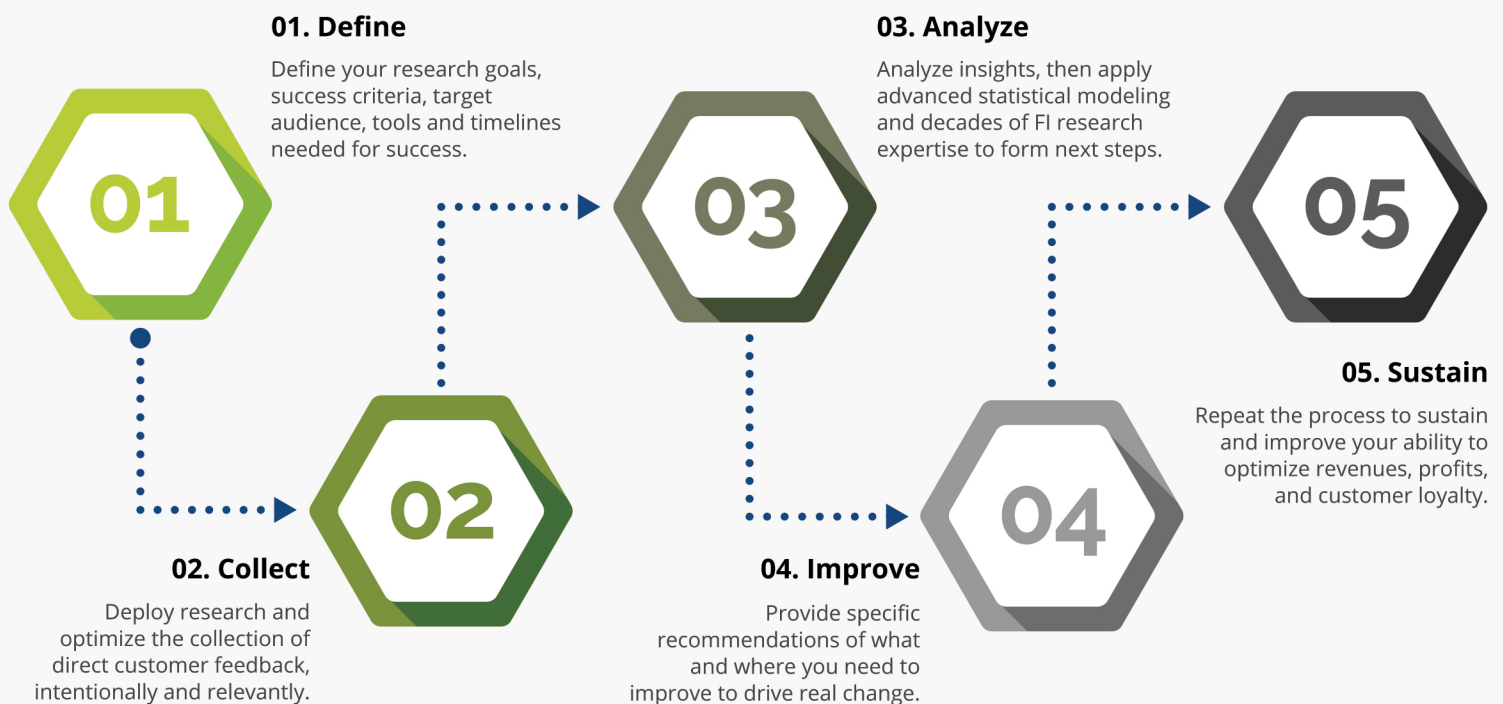 01. Define
Define your research goals,
success criteria, target
audience, tools and timelines
needed for success.
01
02
02. Collect
Deploy research and
optimize the collection of
direct customer feedback,
intentionally and relevantly.
03. Analyze
Analyze insights, then apply
advanced statistical modeling
and decades of FI research
expertise to form next steps.
03
04
04. Improve
Provide specific
recommendations of what
and where you need to
improve to drive real change.
05
05. Sustain
Repeat the process to sustain
and improve your ability to
optimize revenues, profits,
and customer loyalty.